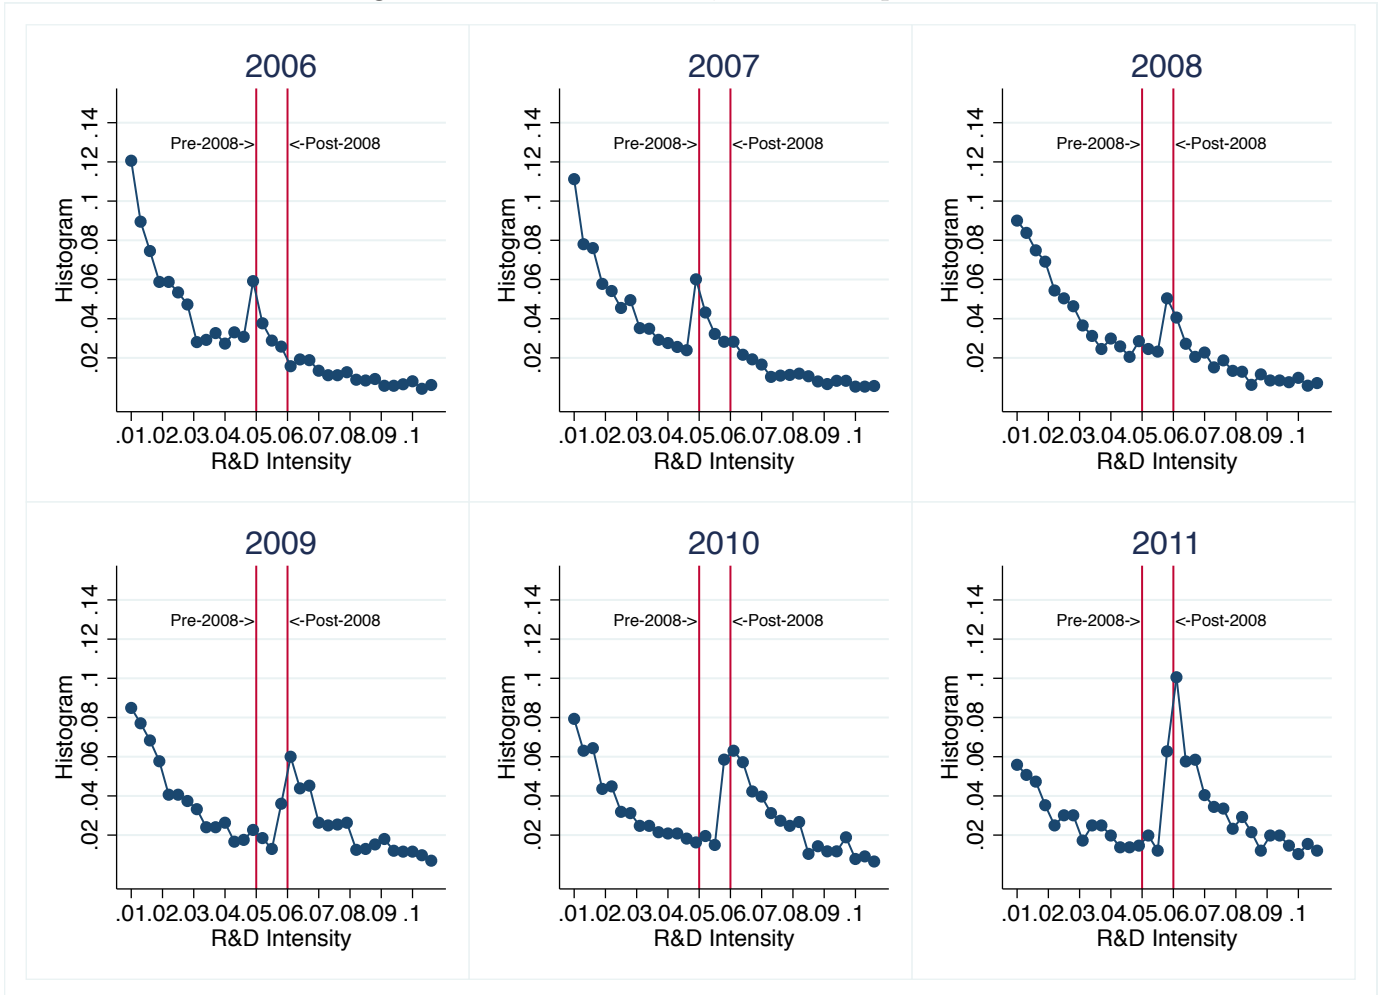 2006
.02 .04 .06 .08 .1 .12 .14
Histogram
Pre-2008-> <-Post-2008
.01.02.03.04.05.06.07.08.09 .1
R&D Intensity
2007
.02 .04 .06 .08 .1 .12 .14
Histogram
Pre-2008-> <-Post-2008
.01.02.03.04.05.06.07.08.09 .1
R&D Intensity
2008
.02 .04 .06 .08 .1 .12 .14
Histogram
Pre-2008-> <-Post-2008
.01.02.03.04.05.06.07.08.09 .1
R&D Intensity
2009
.02 .04 .06 .08 .1 .12 .14
Histogram
Pre-2008-> <-Post-2008
.01.02.03.04.05.06.07.08.09 .1
R&D Intensity
2010
.02 .04 .06 .08 .1 .12 .14
Histogram
Pre-2008-> <-Post-2008
.01.02.03.04.05.06.07.08.09 .1
R&D Intensity
2011
.02 .04 .06 .08 .1 .12 .14
Histogram
Pre-2008-> <-Post-2008
.01.02.03.04.05.06.07.08.09 .1
R&D Intensity